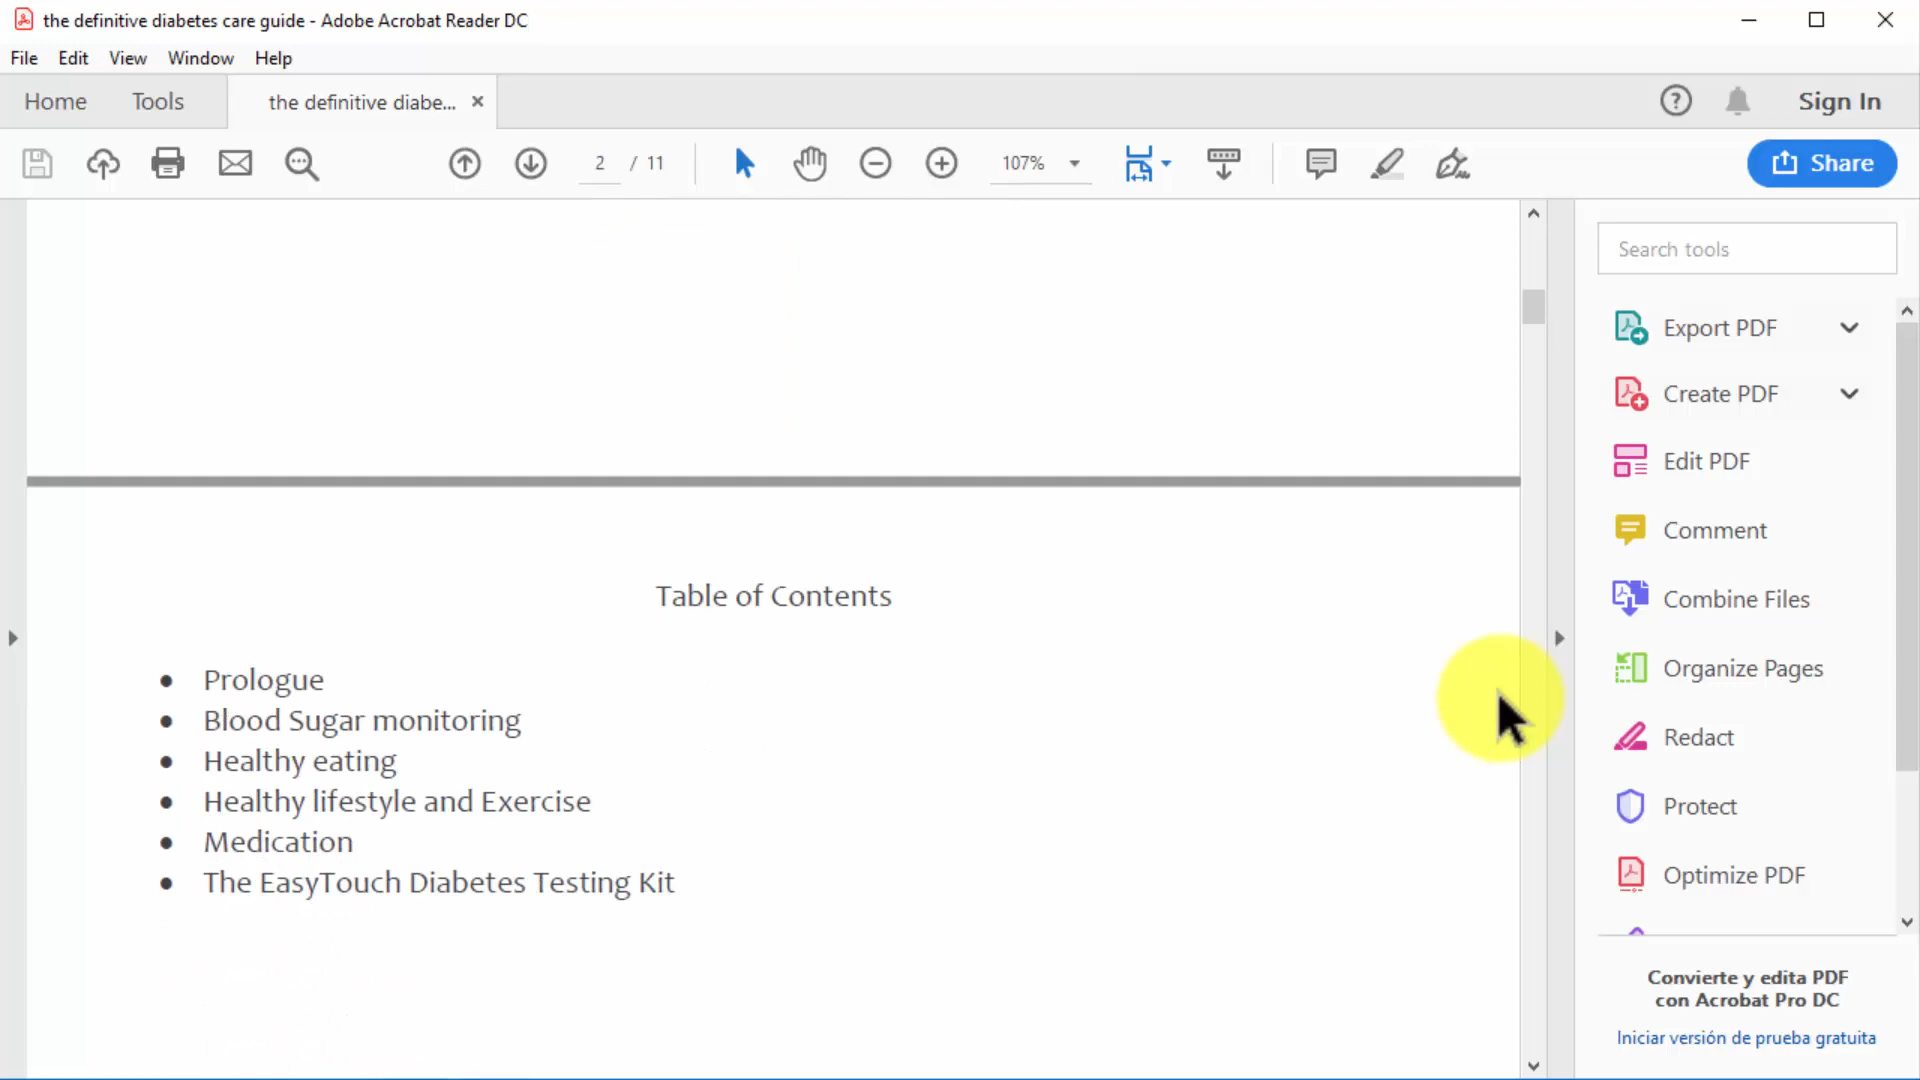 the definitive diabetes care guide - Adobe Acrobat Reader DC
File Edit View Window Help
Home Tools the definitive diabe... Sign In
2 / 11 107% Share
Search tools
Export PDF
Create PDF
Edit PDF
Comment
Combine Files
Organize Pages
Redact
Protect
Optimize PDF
Convierte y edita PDF
con Acrobat Pro DC
Iniciar versión de prueba gratuita
Table of Contents
• Prologue
• Blood Sugar monitoring
• Healthy eating
• Healthy lifestyle and Exercise
• Medication
• The EasyTouch Diabetes Testing Kit